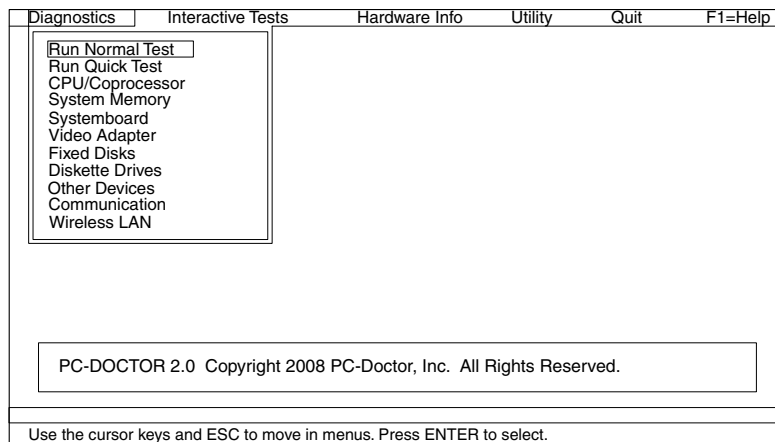 Diagnostics Interactive Tests Hardware Info Utility Quit F1=Help
Run Normal Test
Run Quick Test
CPU/Coprocessor
System Memory
Systemboard
Video Adapter
Fixed Disks
Diskette Drives
Other Devices
Communication
Wireless LAN
PC-DOCTOR 2.0 Copyright 2008 PC-Doctor, Inc. All Rights Reserved.
Use the cursor keys and ESC to move in menus. Press ENTER to select.